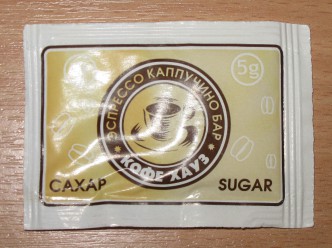 5g
ЭСПРЕССО КАППУЧИНО БАР
КОФЕ ХАУЗ
САХАР
SUGAR